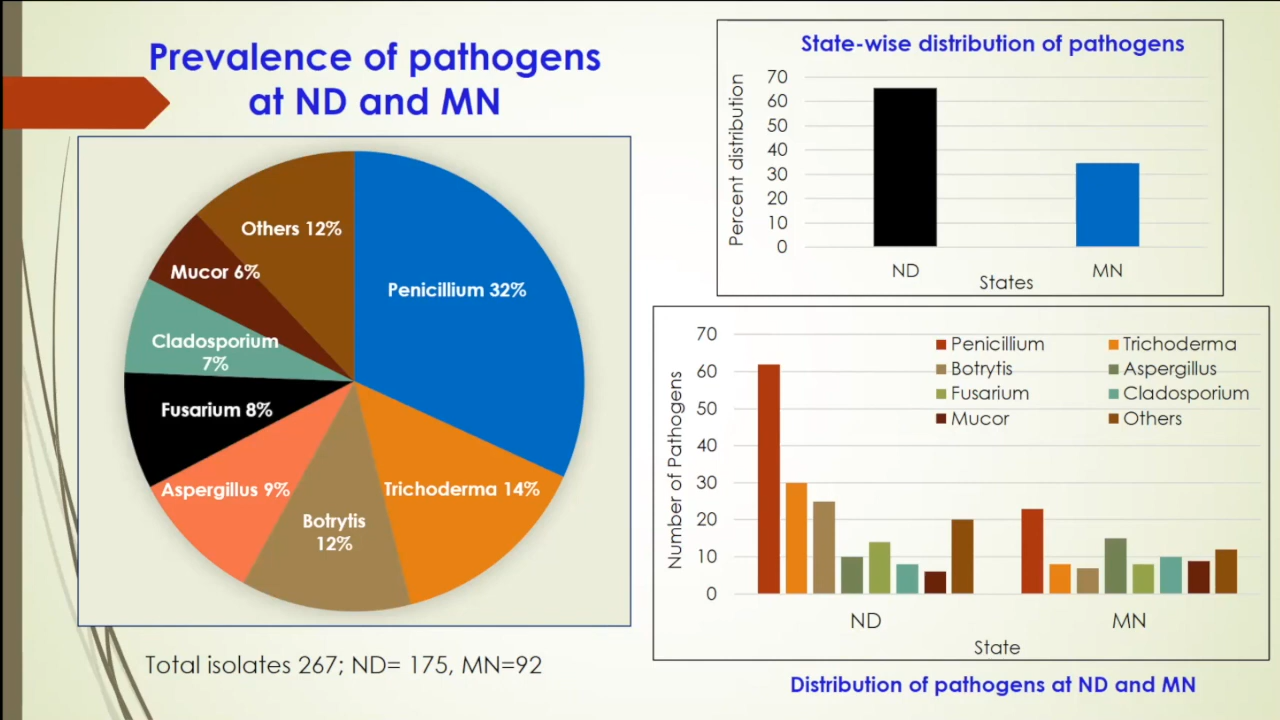 Prevalence of pathogens
at ND and MN
Others 12%
Mucor 6%
Penicillium 32%
Cladosporium
7%
Fusarium 8%
Aspergillus 9%
Trichoderma 14%
Botrytis
12%
Total isolates 267; ND= 175, MN=92
State-wise distribution of pathogens
Percent distribution
70
60
50
40
30
20
10
0
ND
MN
States
Number of Pathogens
70
60
50
40
30
20
10
0
Penicillium
Trichoderma
Botrytis
Aspergillus
Fusarium
Cladosporium
Mucor
Others
ND
MN
State
Distribution of pathogens at ND and MN